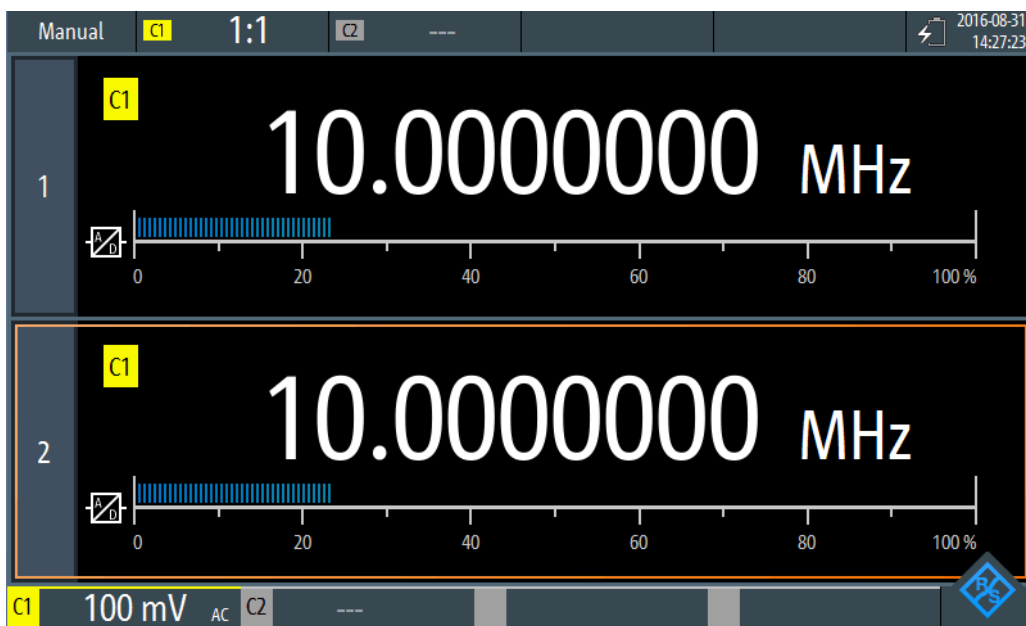 Manual C1 1:1 C2 --- 2016-08-31
14:27:23
C1
10.0000000 MHz
1
A D
0 20 40 60 80 100 %
C1
10.0000000 MHz
2
A D
0 20 40 60 80 100 %
C1 100 mV AC C2 --- R S